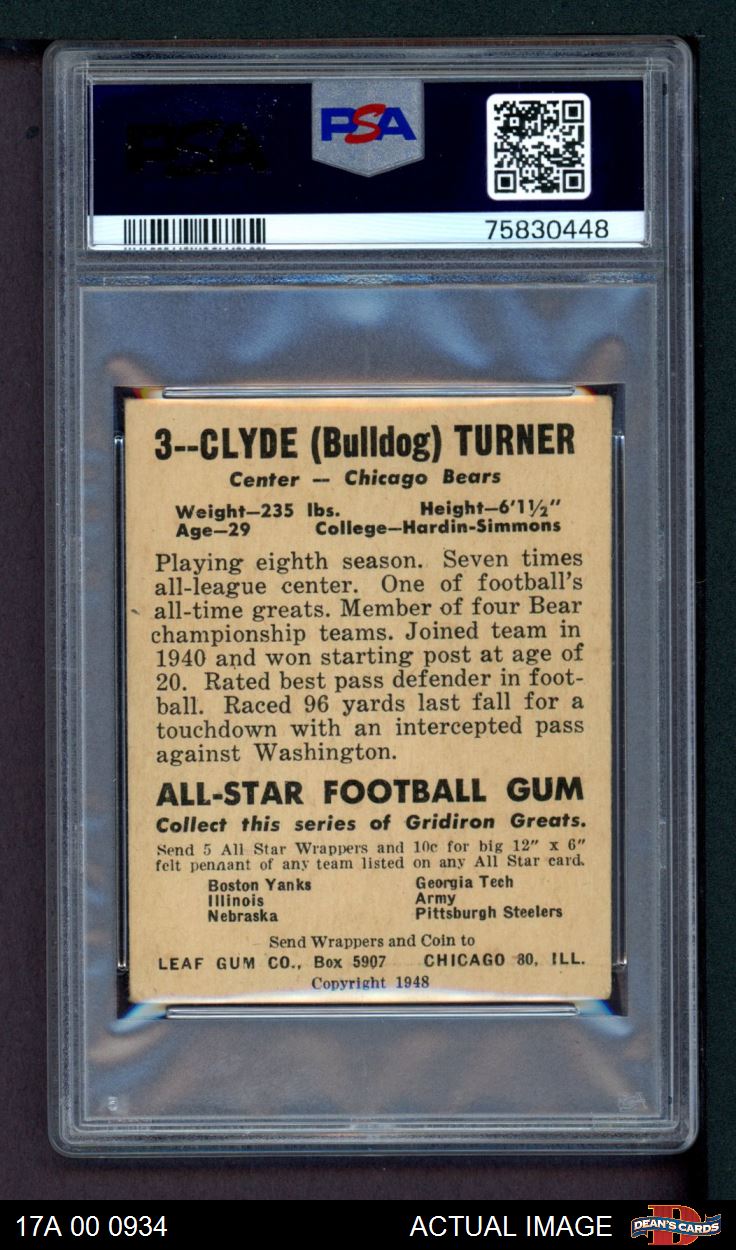 PSA
75830448
3--CLYDE (Bulldog) TURNER
Center -- Chicago Bears
Weight—235 lbs. Height—6'1½"
Age—29 College—Hardin-Simmons
Playing eighth season. Seven times
all-league center. One of football's
all-time greats. Member of four Bear
championship teams. Joined team in
1940 and won starting post at age of
20. Rated best pass defender in foot-
ball. Raced 96 yards last fall for a
touchdown with an intercepted pass
against Washington.
ALL-STAR FOOTBALL GUM
Collect this series of Gridiron Greats.
Send 5 All Star Wrappers and 10c for big 12" x 6"
felt pennant of any team listed on any All Star card.
Boston Yanks Georgia Tech
Illinois Army
Nebraska Pittsburgh Steelers
Send Wrappers and Coin to
LEAF GUM CO., Box 5907 CHICAGO 80, ILL.
Copyright 1948
17A 00 0934 ACTUAL IMAGE DEAN'S CARDS